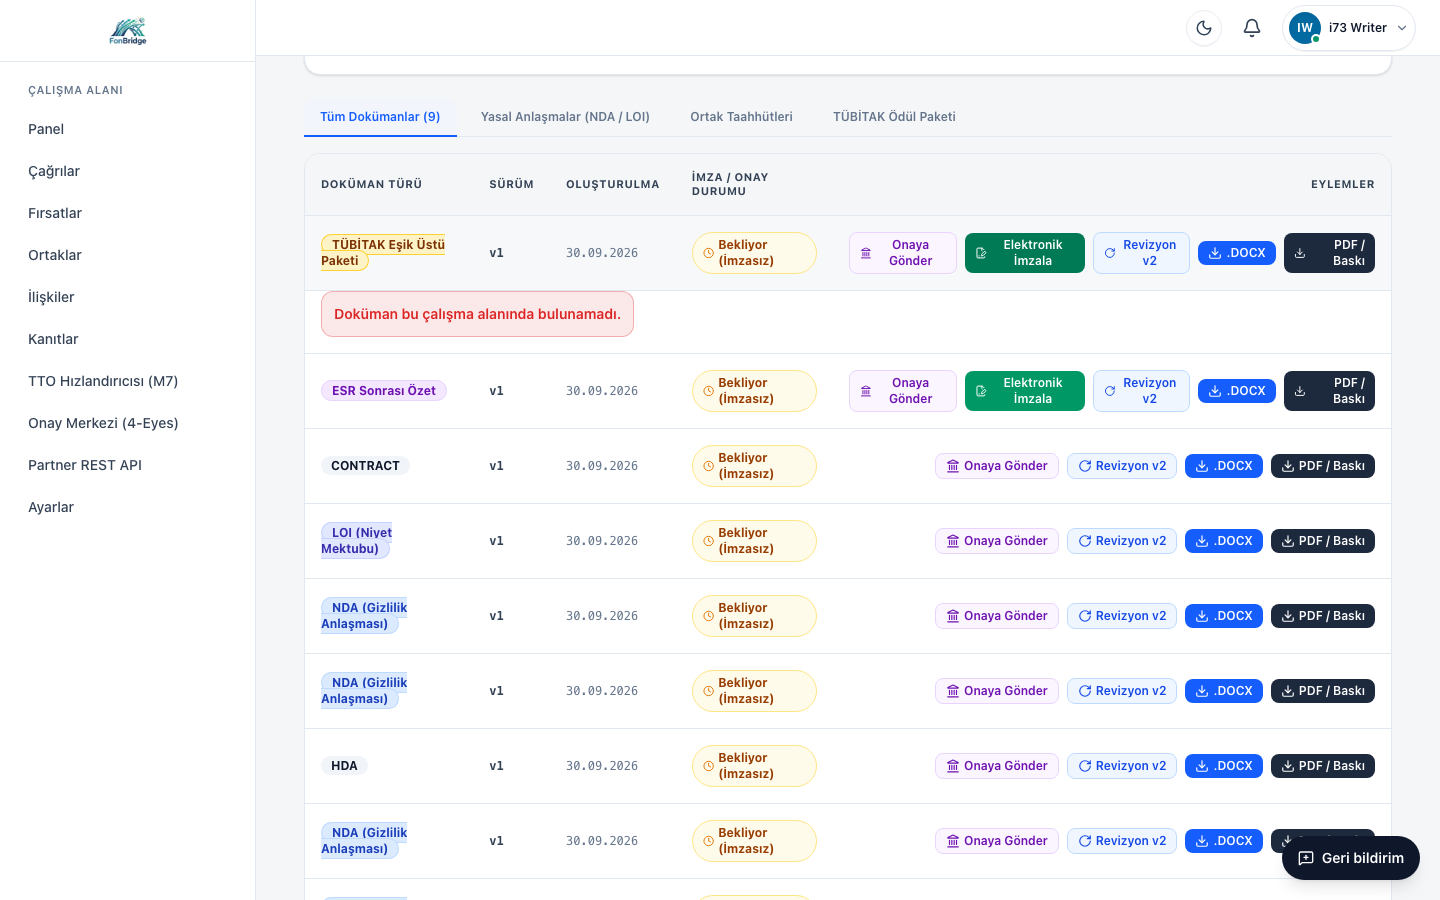 FonBridge
IW
i73 Writer
ÇALIŞMA ALANI
Panel
Çağrılar
Fırsatlar
Ortaklar
İlişkiler
Kanıtlar
TTO Hızlandırıcısı (M7)
Onay Merkezi (4-Eyes)
Partner REST API
Ayarlar
Tüm Dokümanlar (9)
Yasal Anlaşmalar (NDA / LOI)
Ortak Taahhütleri
TÜBİTAK Ödül Paketi
DOKÜMAN TÜRÜ
SÜRÜM
OLUŞTURULMA
İMZA / ONAY
DURUMU
EYLEMLER
TÜBİTAK Eşik Üstü
Paketi
v1
30.09.2026
Bekliyor
(İmzasız)
Onaya
Gönder
Elektronik
İmzala
Revizyon
v2
.DOCX
PDF /
Baskı
Doküman bu çalışma alanında bulunamadı.
ESR Sonrası Özet
v1
30.09.2026
Bekliyor
(İmzasız)
Onaya
Gönder
Elektronik
İmzala
Revizyon
v2
.DOCX
PDF /
Baskı
CONTRACT
v1
30.09.2026
Bekliyor
(İmzasız)
Onaya Gönder
Revizyon v2
.DOCX
PDF / Baskı
LOI (Niyet
Mektubu)
v1
30.09.2026
Bekliyor
(İmzasız)
Onaya Gönder
Revizyon v2
.DOCX
PDF / Baskı
NDA (Gizlilik
Anlaşması)
v1
30.09.2026
Bekliyor
(İmzasız)
Onaya Gönder
Revizyon v2
.DOCX
PDF / Baskı
NDA (Gizlilik
Anlaşması)
v1
30.09.2026
Bekliyor
(İmzasız)
Onaya Gönder
Revizyon v2
.DOCX
PDF / Baskı
HDA
v1
30.09.2026
Bekliyor
(İmzasız)
Onaya Gönder
Revizyon v2
.DOCX
PDF / Baskı
NDA (Gizlilik
Anlaşması)
v1
30.09.2026
Bekliyor
(İmzasız)
Onaya Gönder
Revizyon v2
.DOCX
Geri bildirim